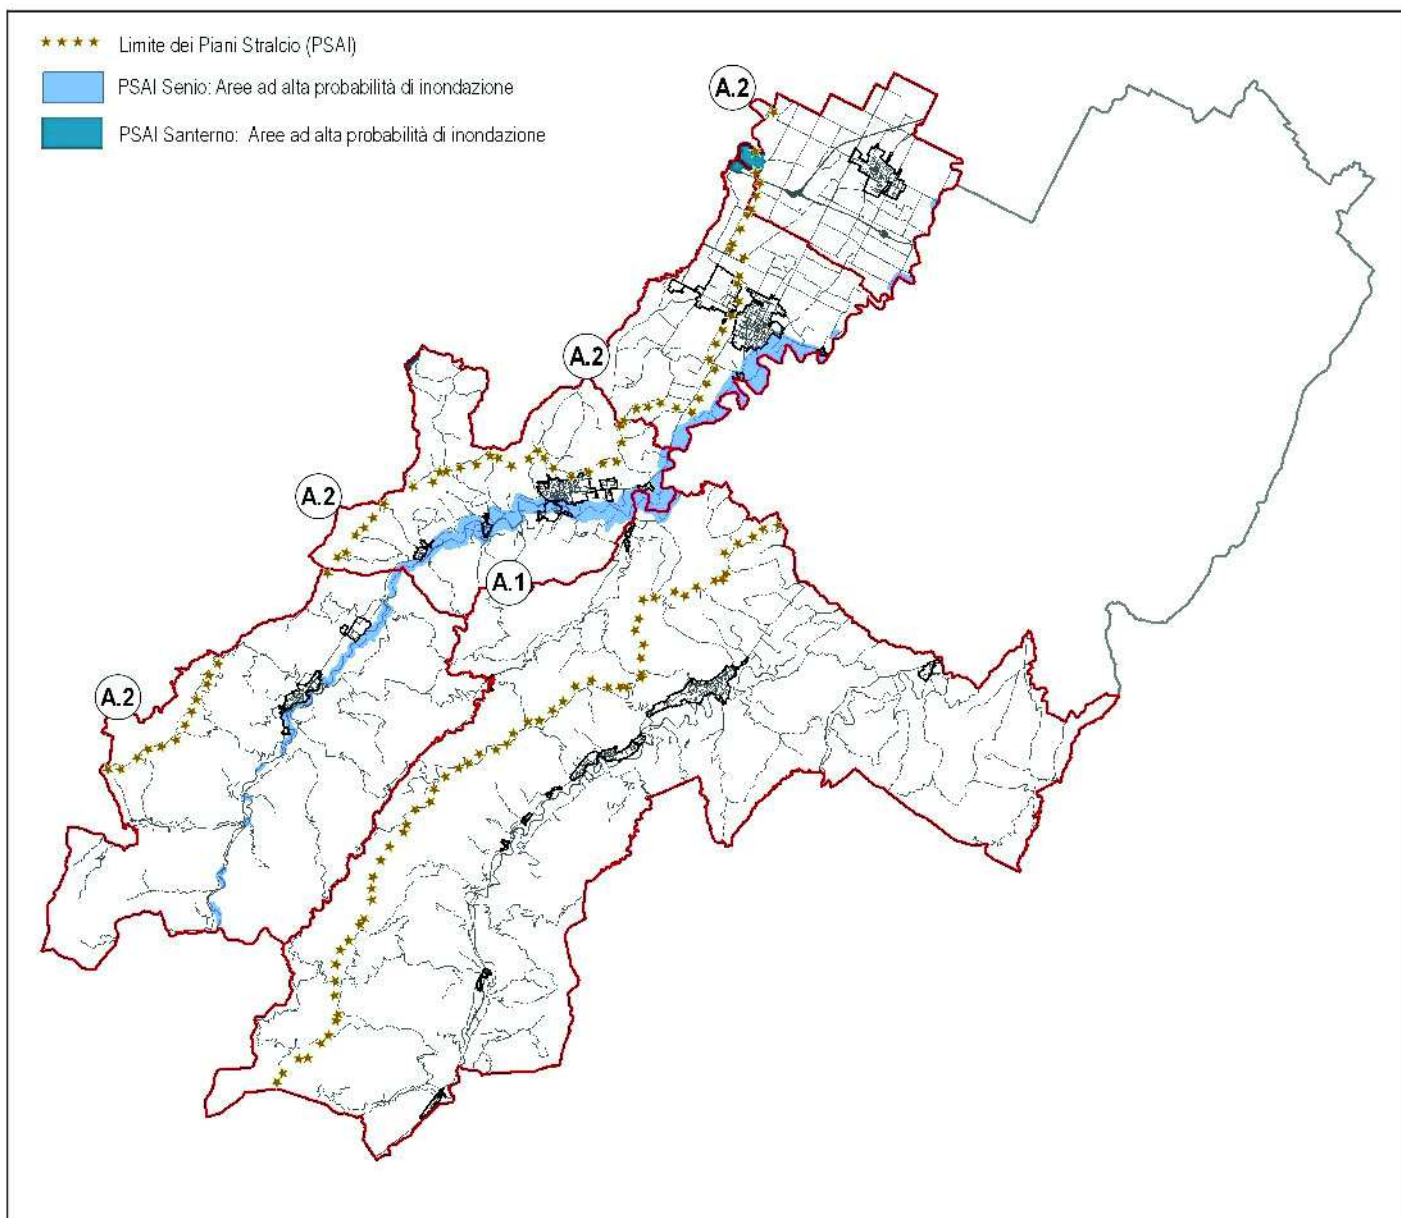 Limite dei Piani Stralcio (PSAI)
PSAI Senio: Aree ad alta probabilità di inondazione
PSAI Santerno: Aree ad alta probabilità di inondazione
A.2
A.2
A.2
A.1
A.2